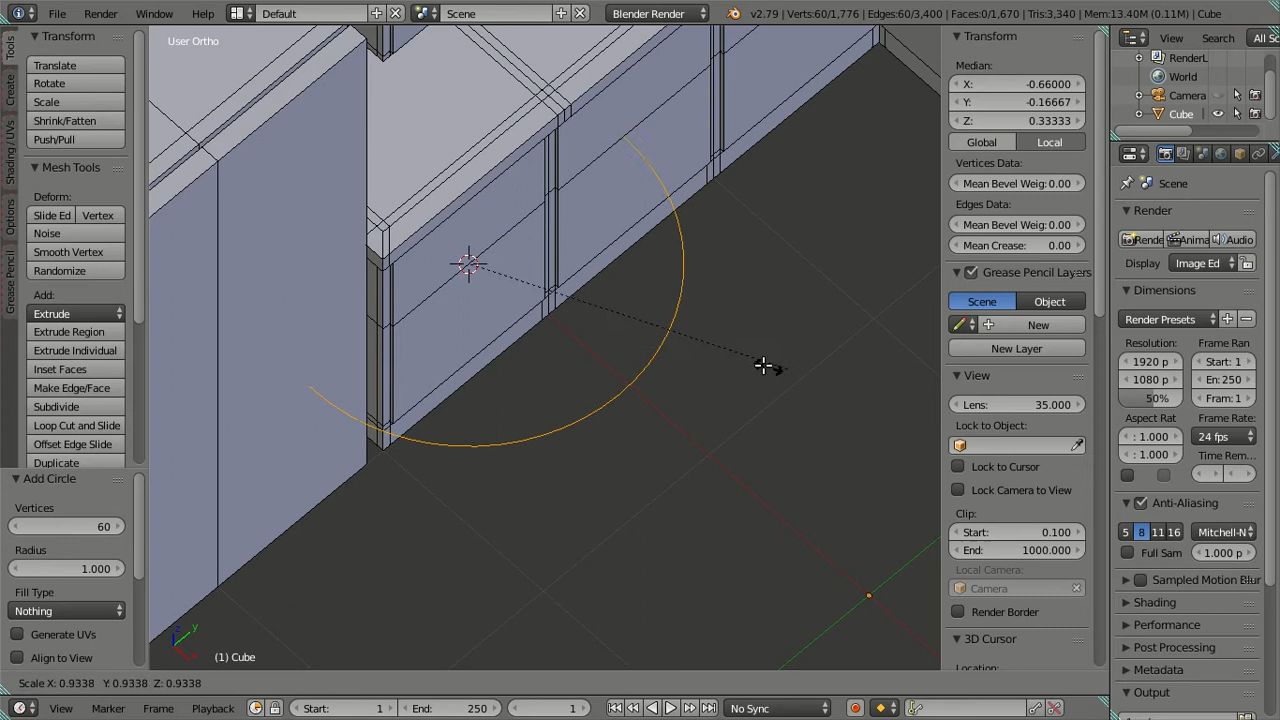 File
Render
Window
Help
Default
Scene
Blender Render
v2.79 | Verts:60/1,776 | Edges:60/3,400 | Faces:0/1,670 | Tris:3,340 | Mem:13.40M (0.11M) | Cube
Tools
Create
Shading / UVs
Options
Grease Pencil
Transform
Translate
Rotate
Scale
Shrink/Fatten
Push/Pull
Mesh Tools
Deform:
Slide Ed
Vertex
Noise
Smooth Vertex
Randomize
Add:
Extrude
Extrude Region
Extrude Individual
Inset Faces
Make Edge/Face
Subdivide
Loop Cut and Slide
Offset Edge Slide
Duplicate
Add Circle
Vertices
60
Radius
1.000
Fill Type
Nothing
Generate UVs
Align to View
User Ortho
(1) Cube
Scale X: 0.9338 Y: 0.9338 Z: 0.9338
Transform
Median:
X: -0.66000
Y: -0.16667
Z: 0.33333
Global
Local
Vertices Data:
Mean Bevel Weig: 0.00
Edges Data:
Mean Bevel Weig: 0.00
Mean Crease: 0.00
Grease Pencil Layers
Scene
Object
New
New Layer
View
Lens: 35.000
Lock to Object:
Lock to Cursor
Lock Camera to View
Clip:
Start: 0.100
End: 1000.000
Local Camera:
Camera
Render Border
3D Cursor
Location:
View
Search
All Sc
RenderL
World
Camera
Cube
Scene
Render
Rende
Anima
Audio
Display
Image Ed
Dimensions
Render Presets
Resolution:
Frame Ran
1920 p
Start: 1
1080 p
En: 250
50%
Fram: 1
Aspect Rat
Frame Rate:
: 1.000
24 fps
: 1.000
Time Rem...
Anti-Aliasing
5
8
11
16
Mitchell-N
Full Sam
1.000 p
Sampled Motion Blur
Shading
Performance
Post Processing
Metadata
Output
View
Marker
Frame
Playback
Start: 1
End: 250
1
No Sync